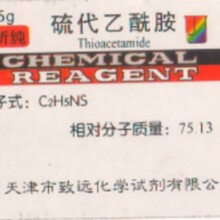 5g
析纯
硫代乙酰胺
Thioacetamide
CHEMICAL
REAGENT
子式: C2H5NS
相对分子质量: 75.13
天津市致远化学试剂有限公